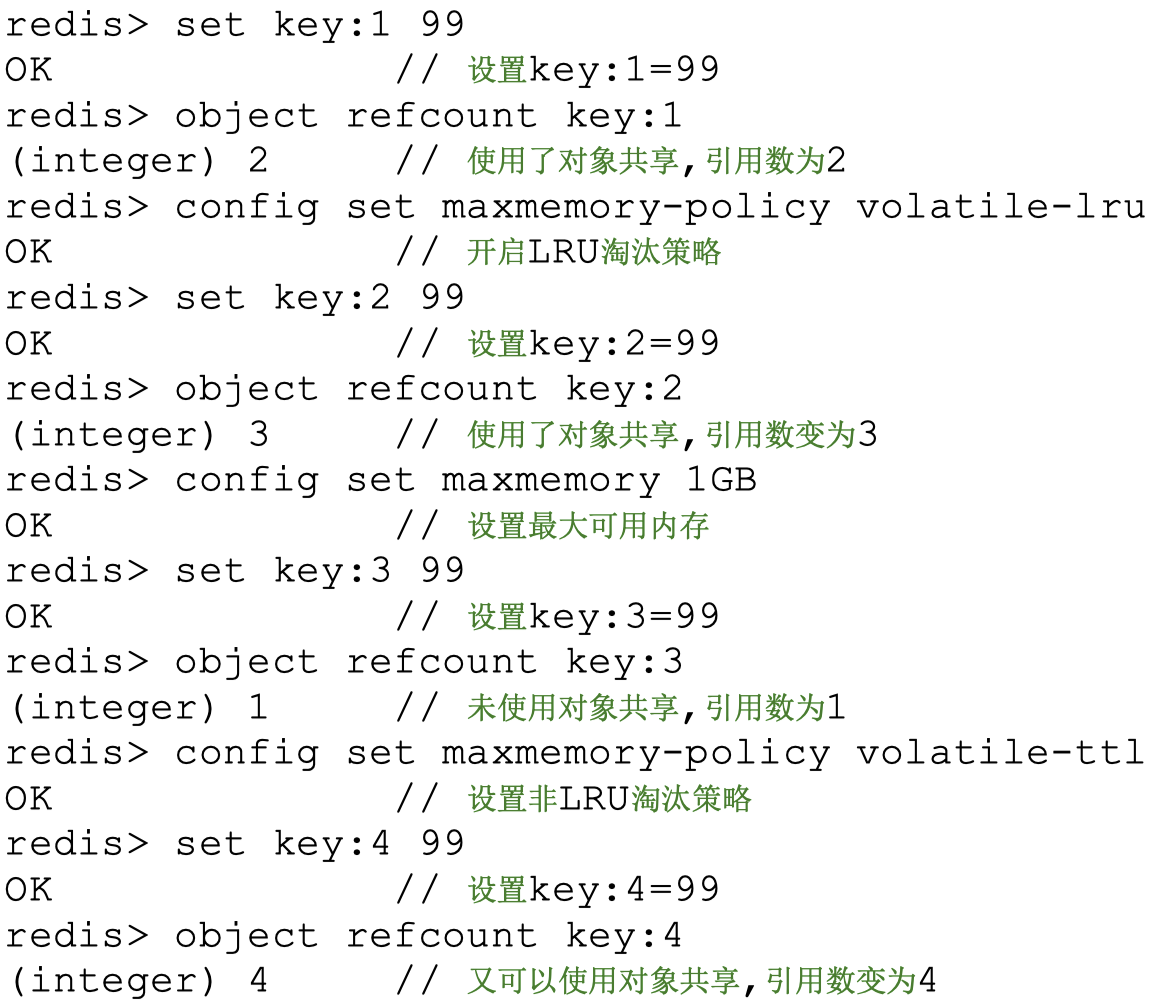 redis> set key:1 99
OK // 设置key:1=99
redis> object refcount key:1
(integer) 2 // 使用了对象共享,引用数为2
redis> config set maxmemory-policy volatile-lru
OK // 开启LRU淘汰策略
redis> set key:2 99
OK // 设置key:2=99
redis> object refcount key:2
(integer) 3 // 使用了对象共享,引用数变为3
redis> config set maxmemory 1GB
OK // 设置最大可用内存
redis> set key:3 99
OK // 设置key:3=99
redis> object refcount key:3
(integer) 1 // 未使用对象共享,引用数为1
redis> config set maxmemory-policy volatile-ttl
OK // 设置非LRU淘汰策略
redis> set key:4 99
OK // 设置key:4=99
redis> object refcount key:4
(integer) 4 // 又可以使用对象共享,引用数变为4